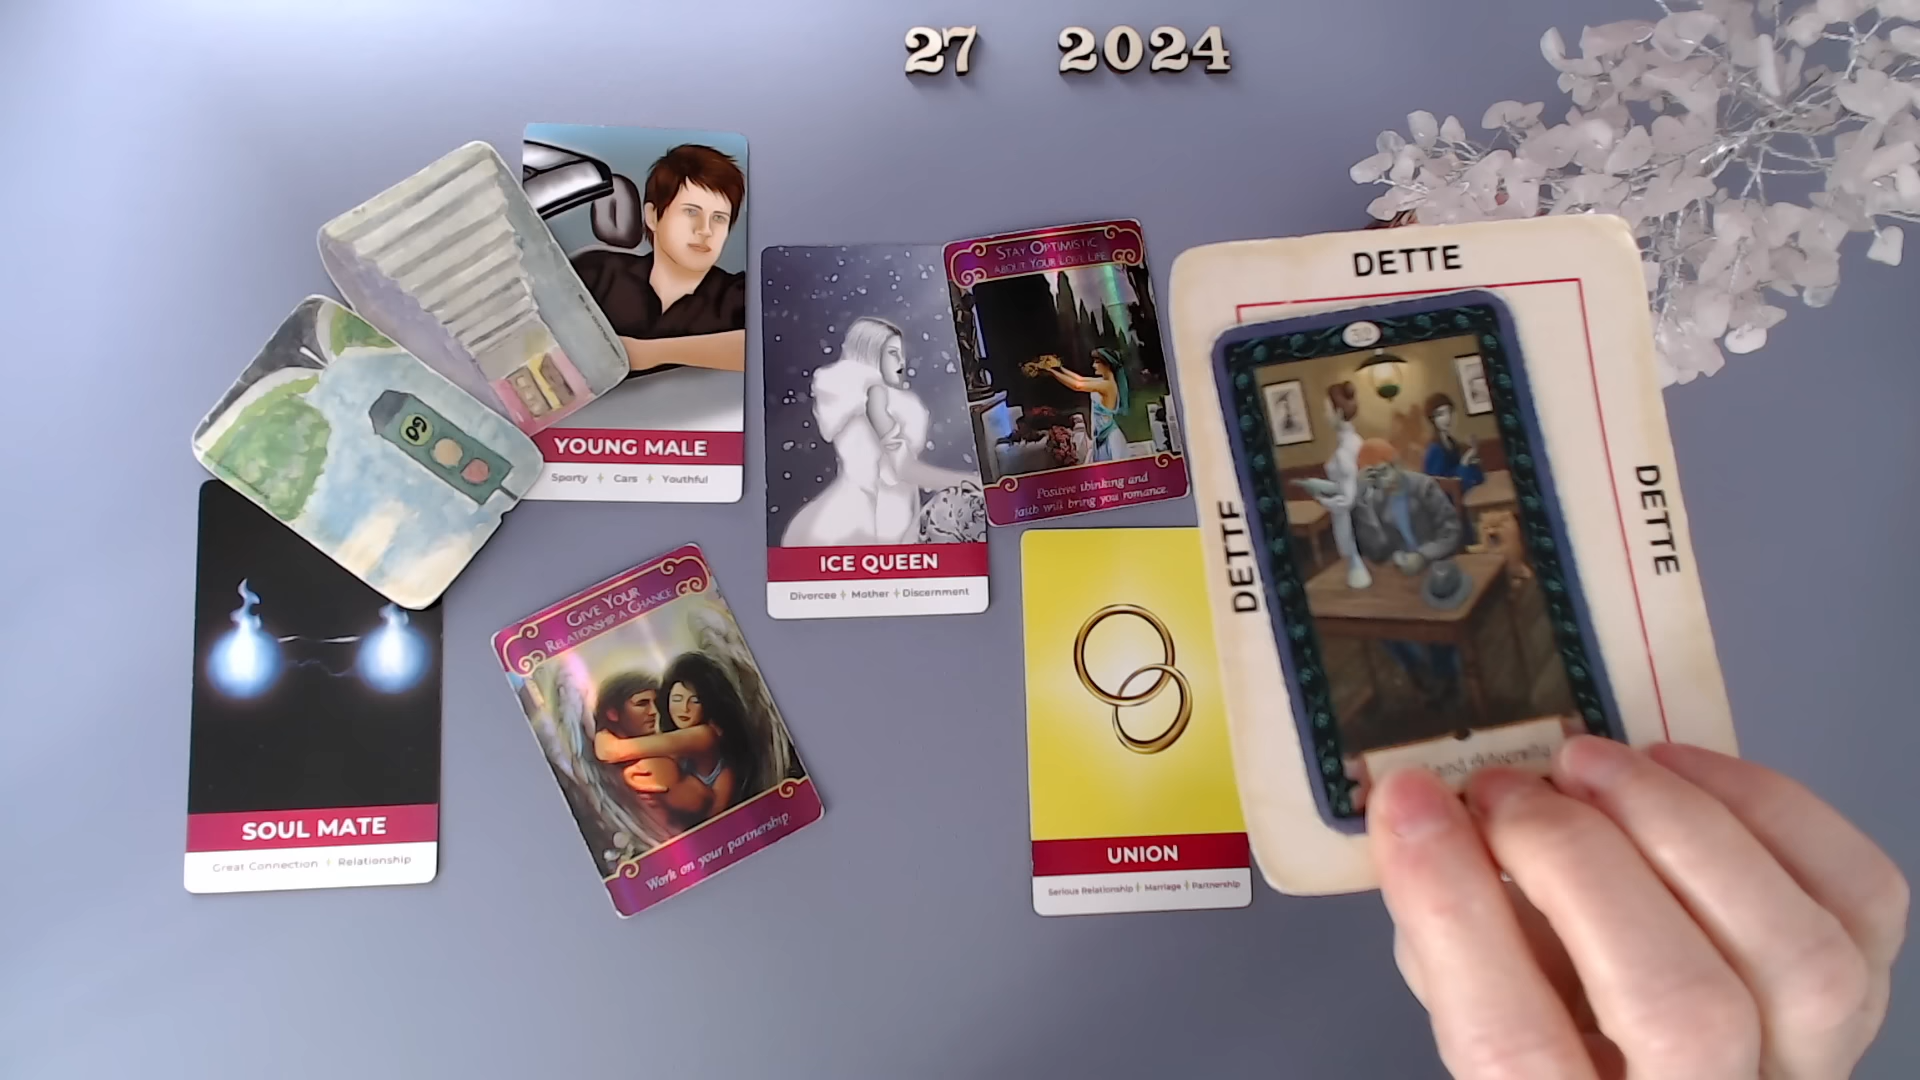 27 2024
YOUNG MALE
Sporty Cars Youthful
GO
SOUL MATE
Great Connection Relationship
GIVE YOUR
RELATIONSHIP A CHANCE
Work on your partnership.
ICE QUEEN
Divorcee Mother Discernment
STAY OPTIMISTIC
ABOUT YOUR LOVE LIFE
Positive thinking and
faith will bring you romance.
UNION
Serious Relationship Marriage Partnership
DETTE
DETTE
DETTE
32